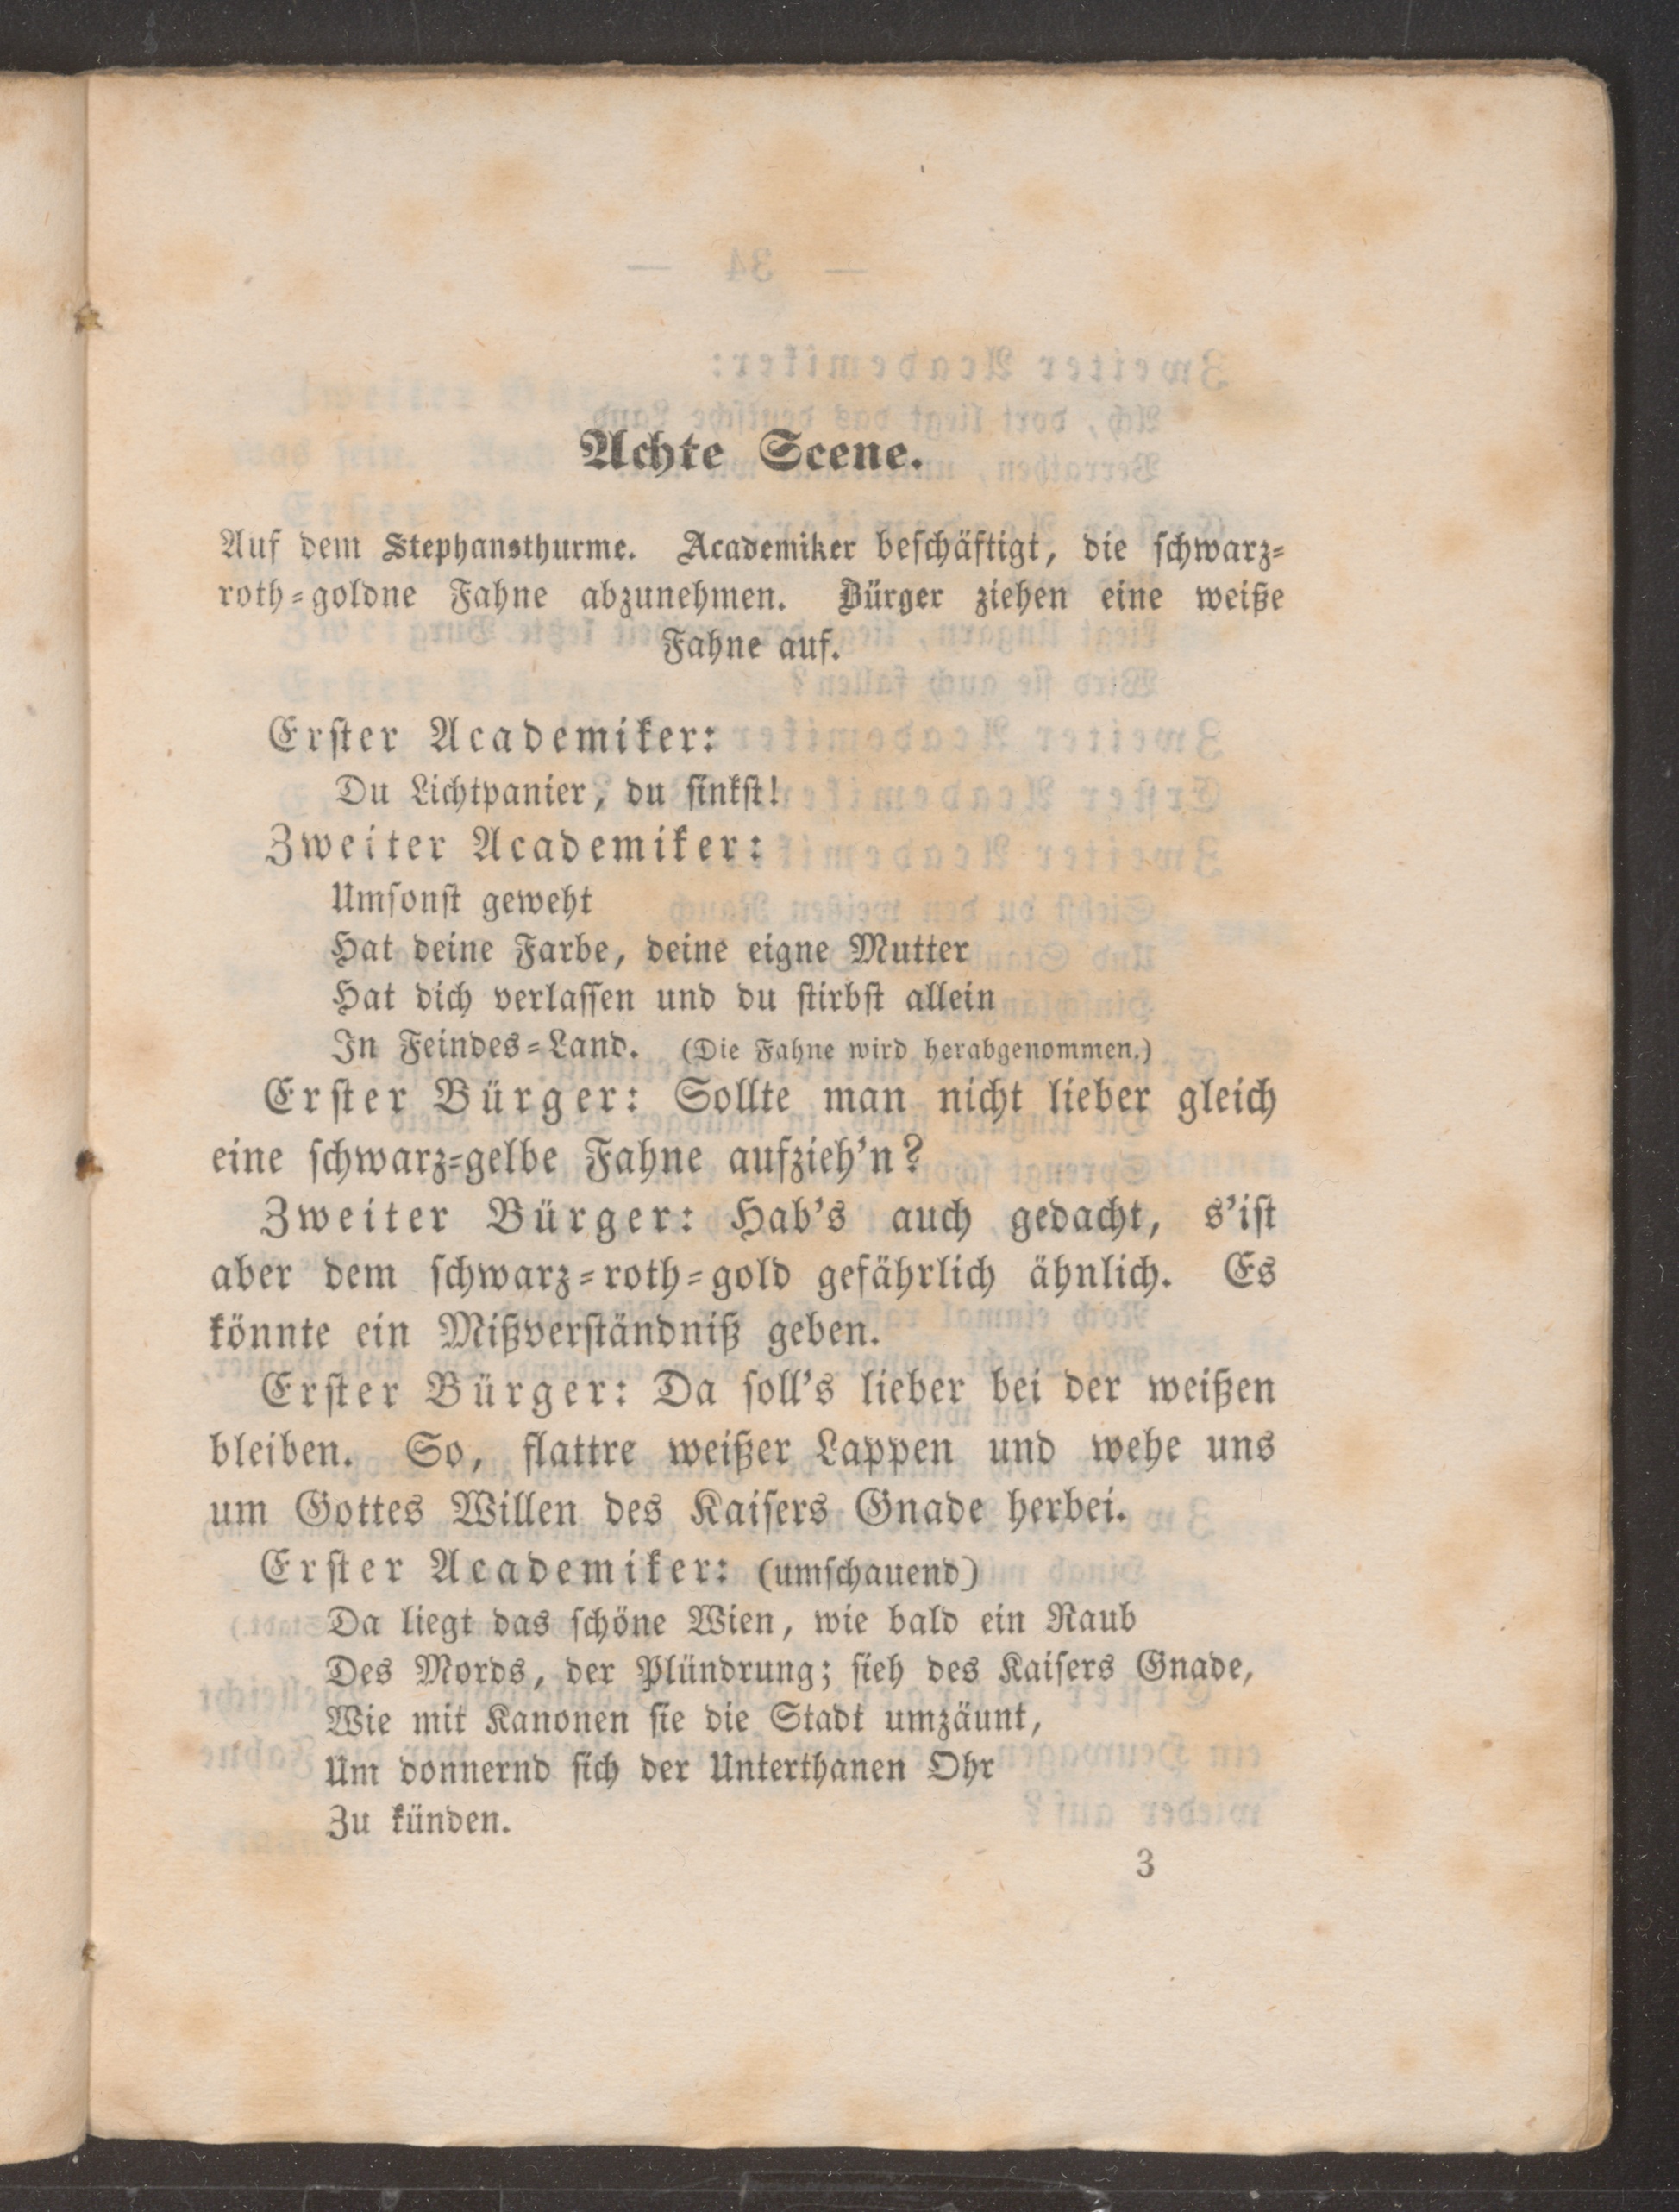 Achte Scene.
Auf dem Stephansthurme. Academiker beschäftigt, die schwarz-
roth-goldne Fahne abzunehmen. Bürger ziehen eine weiße
Fahne auf.
Erster Academiker:
Du Lichtpanier, du sinkst!
Zweiter Academiker:
Umsonst geweht
Hat deine Farbe, deine eigne Mutter
Hat dich verlassen und du stirbst allein
In Feindes-Land. (Die Fahne wird herabgenommen.)
Erster Bürger: Sollte man nicht lieber gleich
eine schwarz-gelbe Fahne aufzieh'n?
Zweiter Bürger: Hab's auch gedacht, s'ist
aber dem schwarz-roth-gold gefährlich ähnlich. Es
könnte ein Mißverständniß geben.
Erster Bürger: Da soll's lieber bei der weißen
bleiben. So, flattre weißer Lappen und wehe uns
um Gottes Willen des Kaisers Gnade herbei.
Erster Academiker: (umschauend)
Da liegt das schöne Wien, wie bald ein Raub
Des Mords, der Plündrung; sieh des Kaisers Gnade,
Wie mit Kanonen sie die Stadt umzäunt,
Um donnernd sich der Unterthanen Ohr
Zu künden.
3